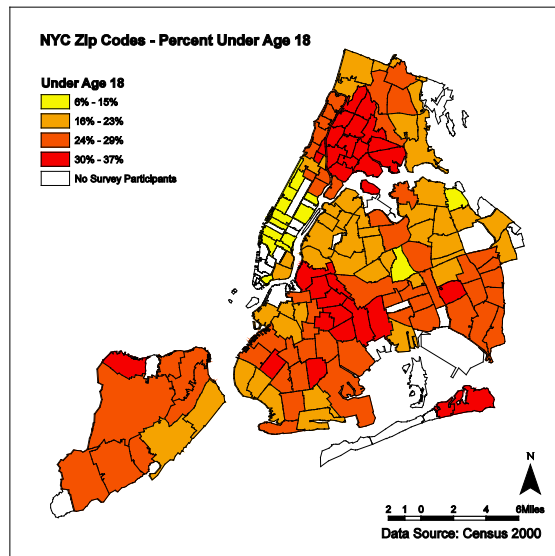 NYC Zip Codes - Percent Under Age 18
Under Age 18
6% - 15%
16% - 23%
24% - 29%
30% - 37%
No Survey Participants
N
2 1 0 2 4 6Miles
Data Source: Census 2000